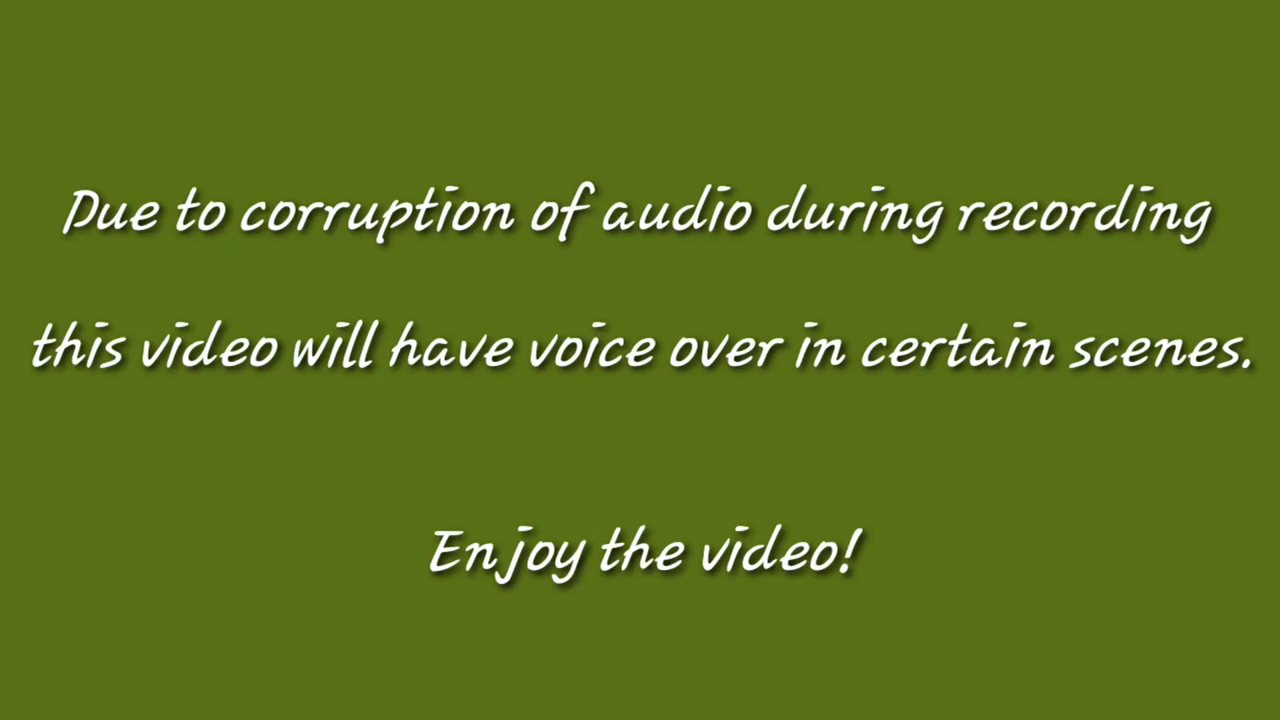 Due to corruption of audio during recording
this video will have voice over in certain scenes.
Enjoy the video!